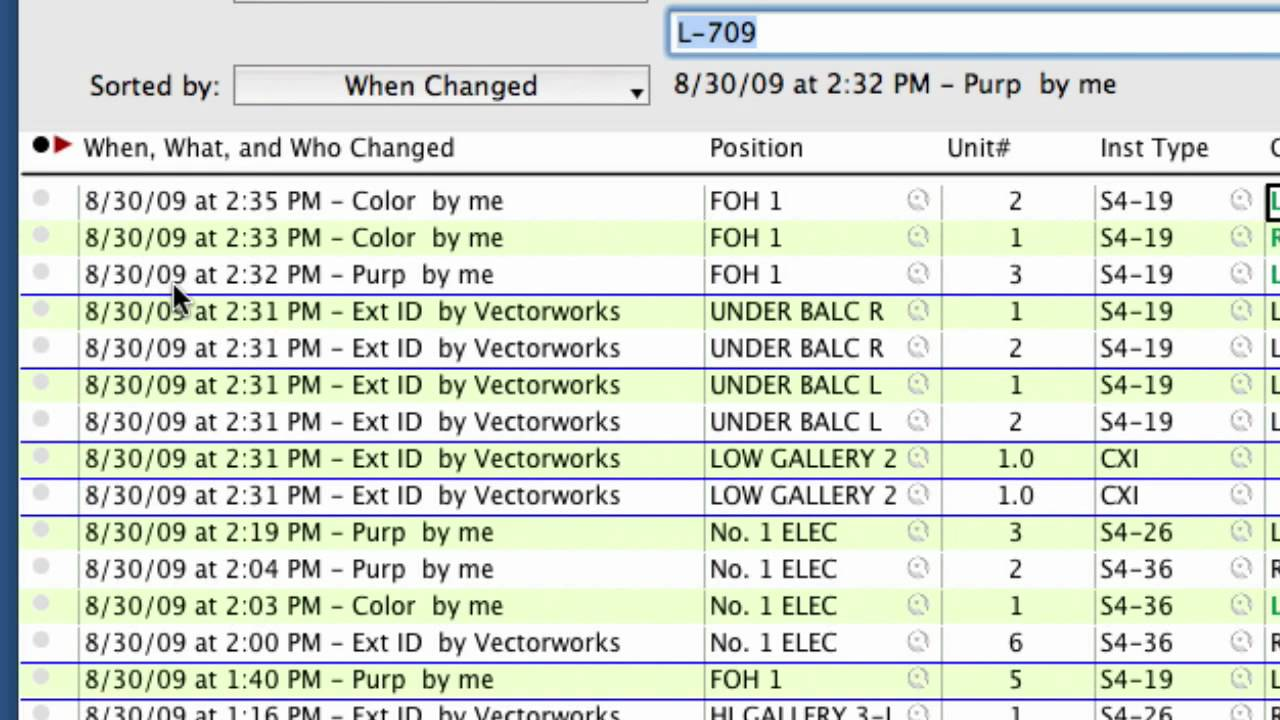 L-709
Sorted by: When Changed 8/30/09 at 2:32 PM - Purp by me
When, What, and Who Changed Position Unit# Inst Type
8/30/09 at 2:35 PM - Color by me FOH 1 2 S4-19 L
8/30/09 at 2:33 PM - Color by me FOH 1 1 S4-19 R
8/30/09 at 2:32 PM - Purp by me FOH 1 3 S4-19 L
8/30/09 at 2:31 PM - Ext ID by Vectorworks UNDER BALC R 1 S4-19 L
8/30/09 at 2:31 PM - Ext ID by Vectorworks UNDER BALC R 2 S4-19 L
8/30/09 at 2:31 PM - Ext ID by Vectorworks UNDER BALC L 1 S4-19 L
8/30/09 at 2:31 PM - Ext ID by Vectorworks UNDER BALC L 2 S4-19 L
8/30/09 at 2:31 PM - Ext ID by Vectorworks LOW GALLERY 2 1.0 CXI
8/30/09 at 2:31 PM - Ext ID by Vectorworks LOW GALLERY 2 1.0 CXI
8/30/09 at 2:19 PM - Purp by me No. 1 ELEC 3 S4-26 L
8/30/09 at 2:04 PM - Purp by me No. 1 ELEC 2 S4-36 R
8/30/09 at 2:03 PM - Color by me No. 1 ELEC 1 S4-36 L
8/30/09 at 2:00 PM - Ext ID by Vectorworks No. 1 ELEC 6 S4-36 R
8/30/09 at 1:40 PM - Purp by me FOH 1 5 S4-19 L
8/30/09 at 1:16 PM - Ext ID by Vectorworks HI GALLERY 3-L 1 S4-26 R